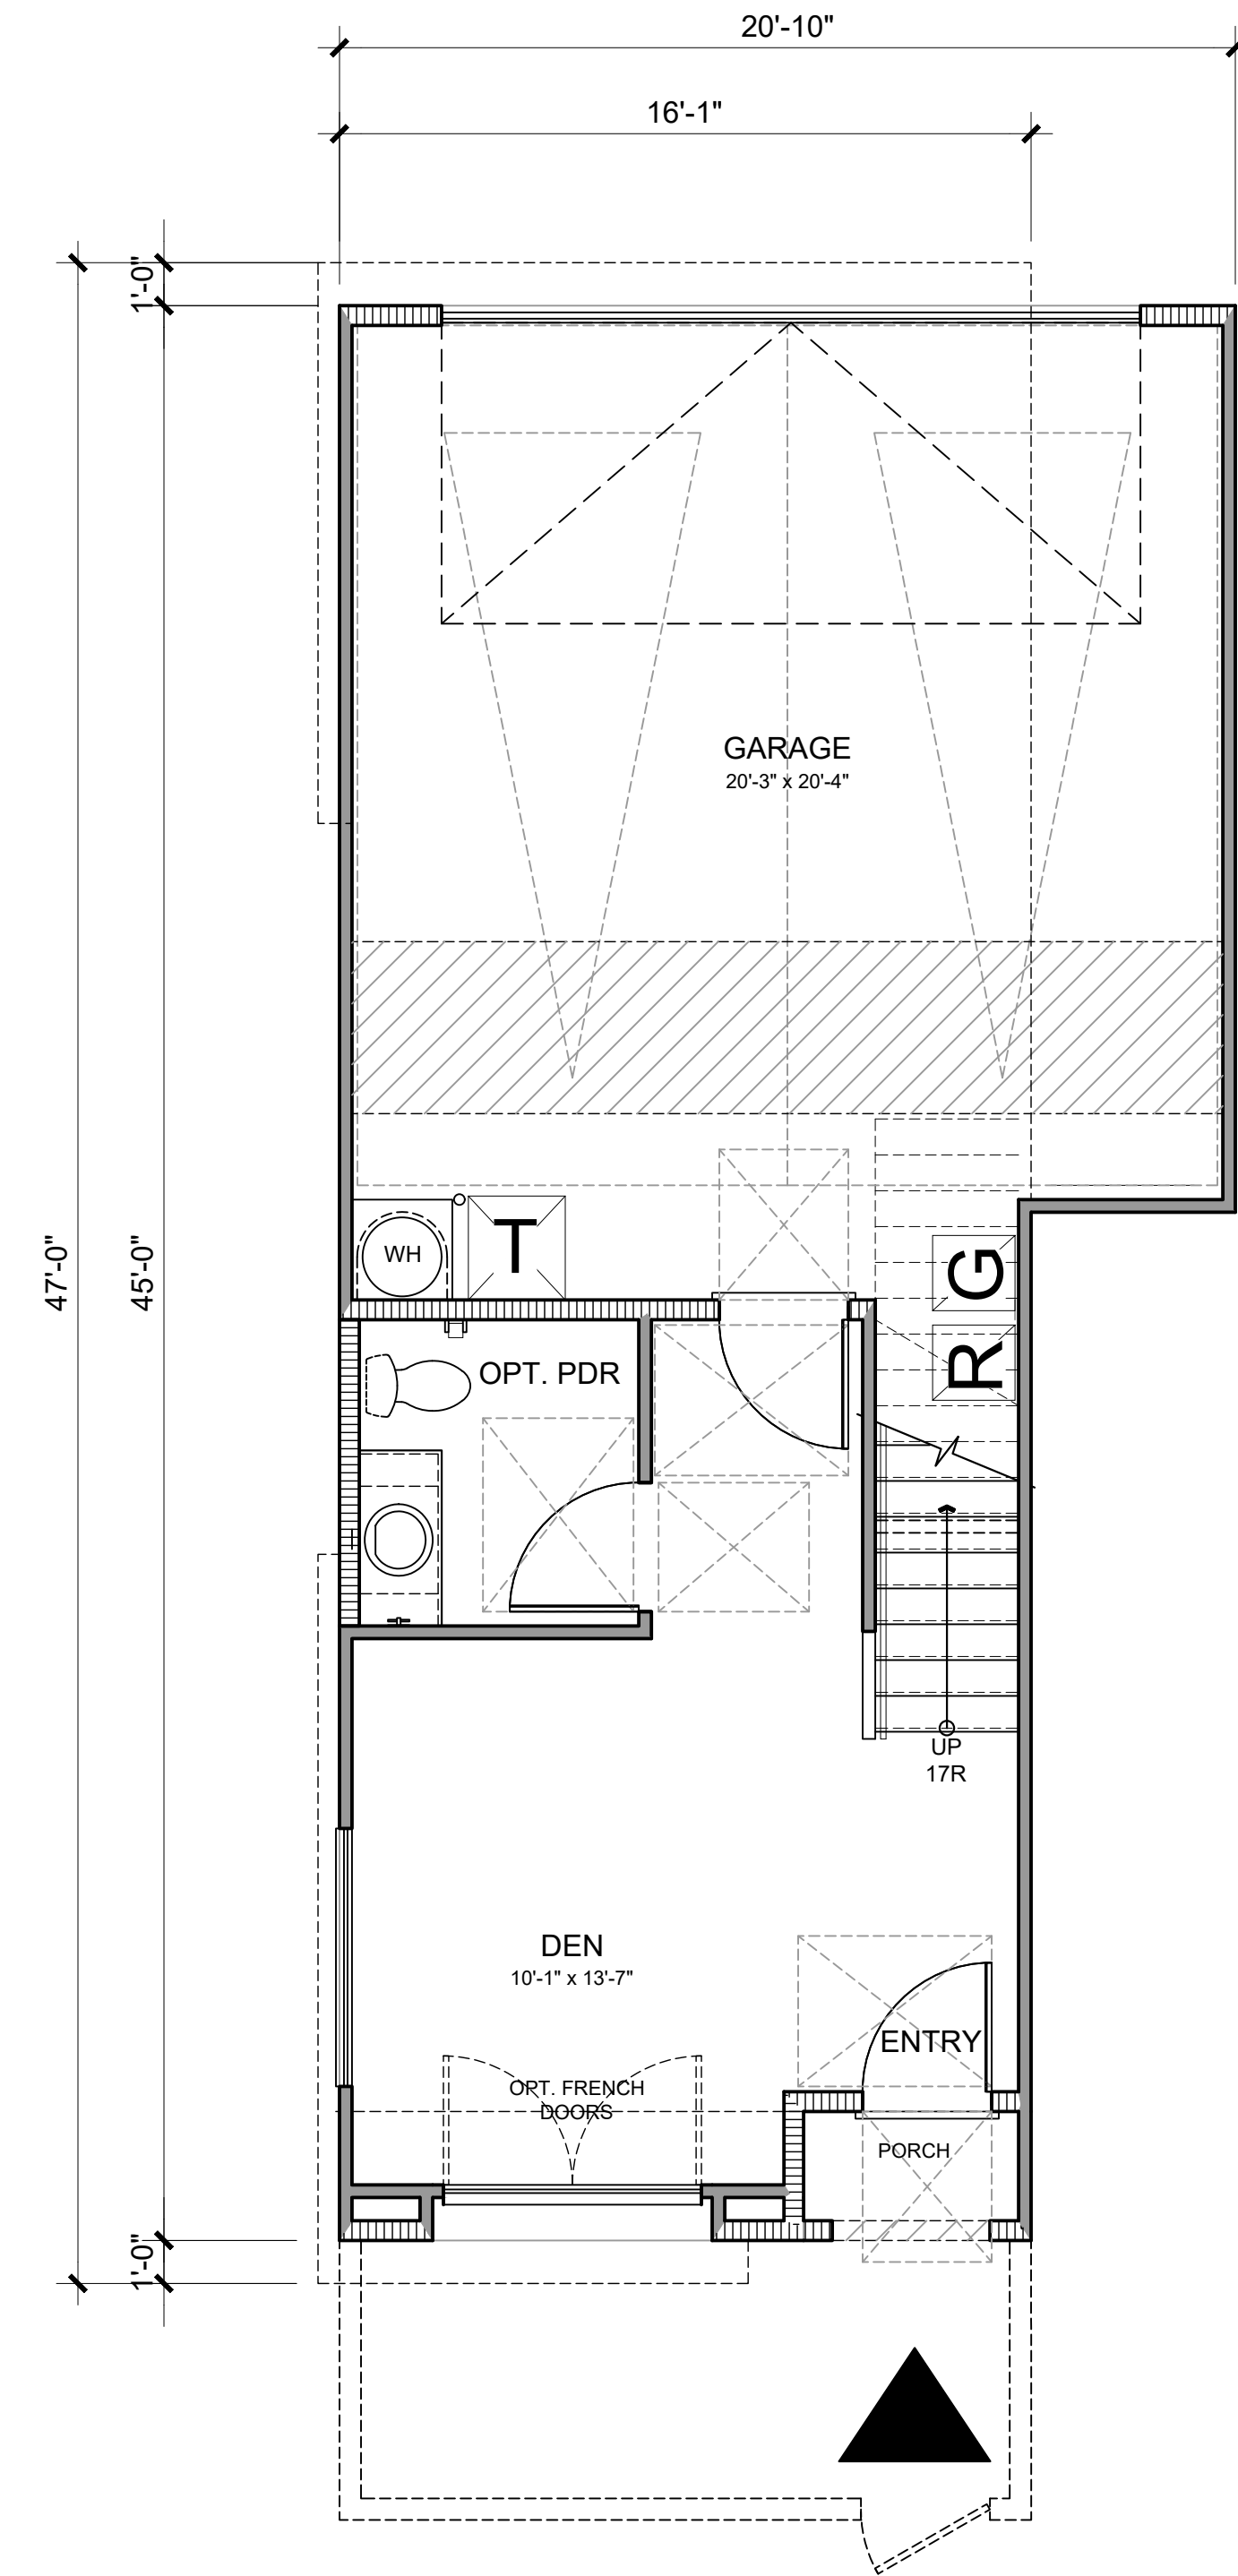 20'-10"
16'-1"
1'-0"
GARAGE
20'-3" x 20'-4"
47'-0"
45'-0"
WH
T
G
R
OPT. PDR
UP
17R
DEN
10'-1" x 13'-7"
ENTRY
OPT. FRENCH
DOORS
PORCH
1'-0"